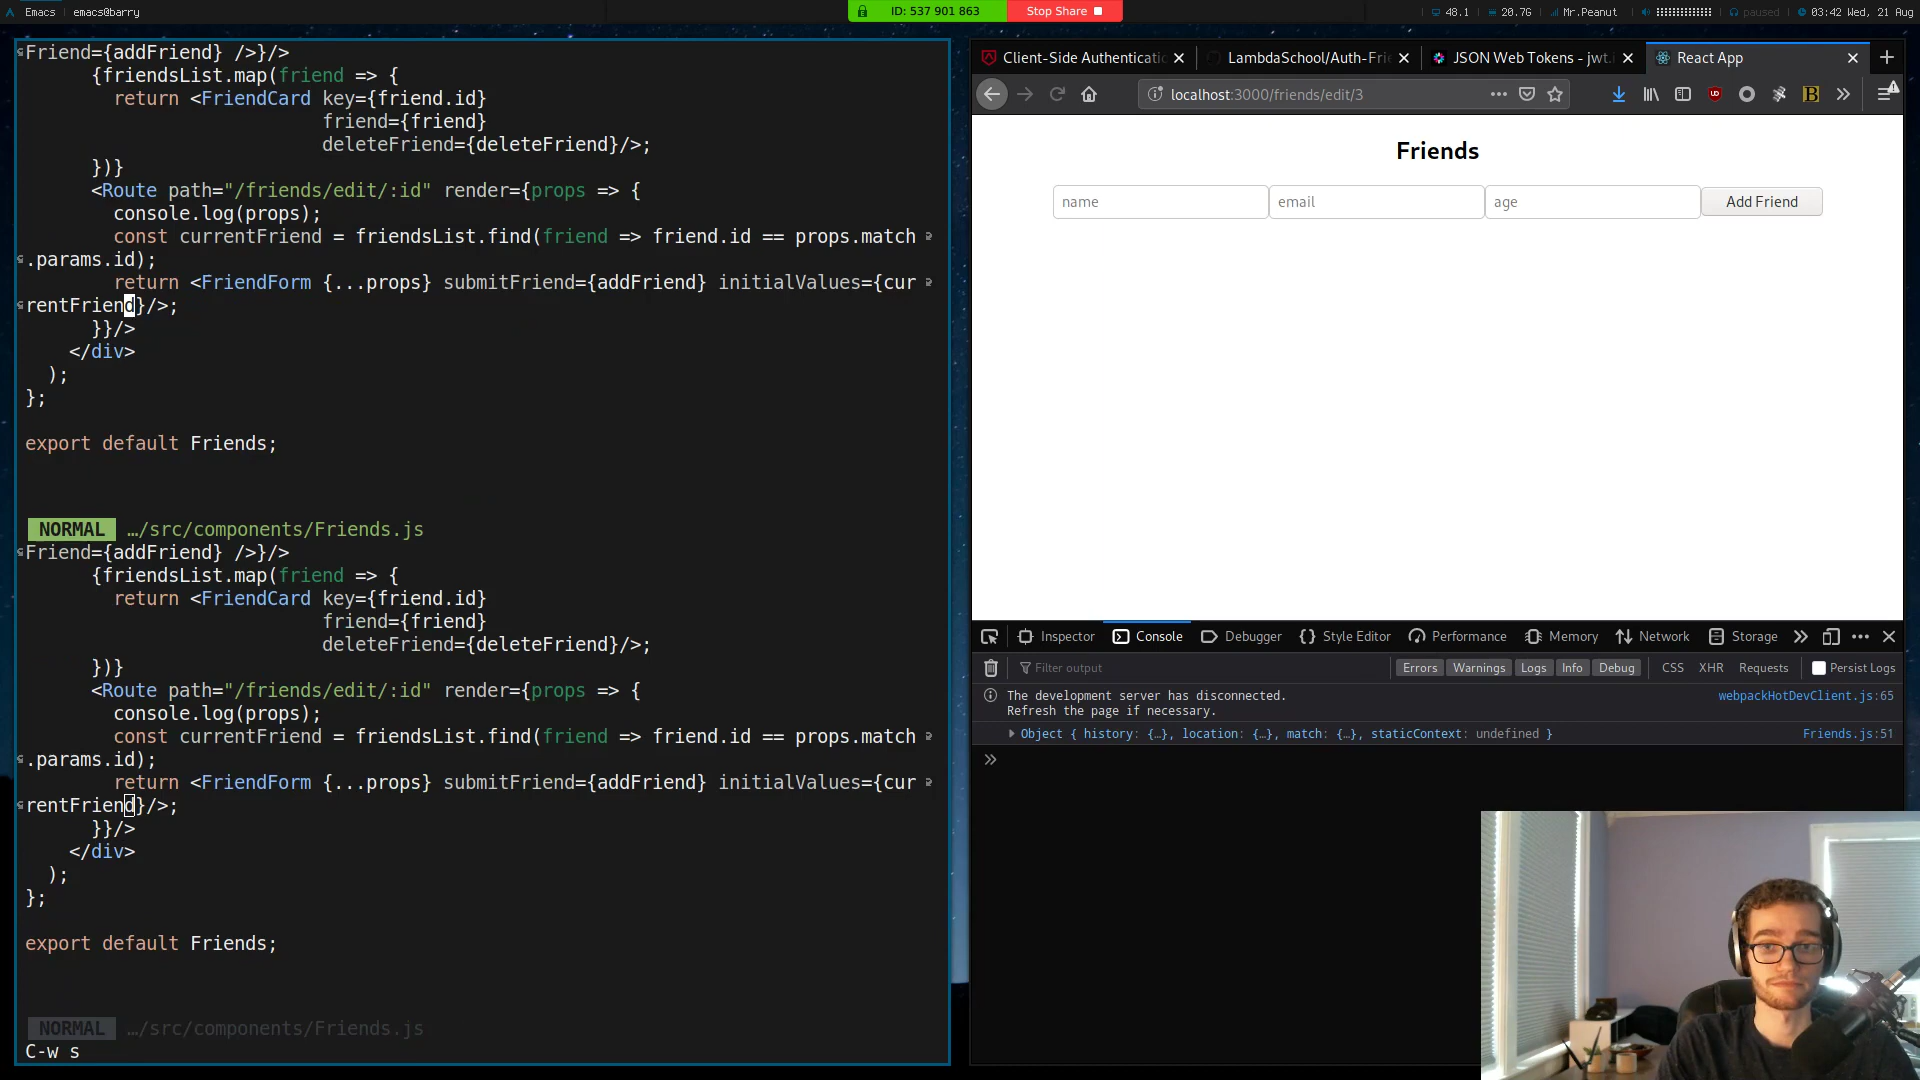 Emacs emacs@barry
ID: 537 901 863 Stop Share
48.1 20.7G Mr.Peanut paused 03:42 Wed, 21 Aug
Friend={addFriend} />}/>
{friendsList.map(friend => {
return <FriendCard key={friend.id}
friend={friend}
deleteFriend={deleteFriend}/>;
})}
<Route path="/friends/edit/:id" render={props => {
console.log(props);
const currentFriend = friendsList.find(friend => friend.id == props.match
.params.id);
return <FriendForm {...props} submitFriend={addFriend} initialValues={cur
rentFriend}/>;
}}/>
</div>
);
};
export default Friends;
NORMAL …/src/components/Friends.js
Friend={addFriend} />}/>
{friendsList.map(friend => {
return <FriendCard key={friend.id}
friend={friend}
deleteFriend={deleteFriend}/>;
})}
<Route path="/friends/edit/:id" render={props => {
console.log(props);
const currentFriend = friendsList.find(friend => friend.id == props.match
.params.id);
return <FriendForm {...props} submitFriend={addFriend} initialValues={cur
rentFriend}/>;
}}/>
</div>
);
};
export default Friends;
NORMAL …/src/components/Friends.js
C-w s
Client-Side Authenticatio LambdaSchool/Auth-Frie JSON Web Tokens - jwt.i React App
localhost:3000/friends/edit/3
Friends
name email age Add Friend
Inspector Console Debugger Style Editor Performance Memory Network Storage
Filter output Errors Warnings Logs Info Debug CSS XHR Requests Persist Logs
The development server has disconnected. webpackHotDevClient.js:65
Refresh the page if necessary.
Object { history: {…}, location: {…}, match: {…}, staticContext: undefined } Friends.js:51